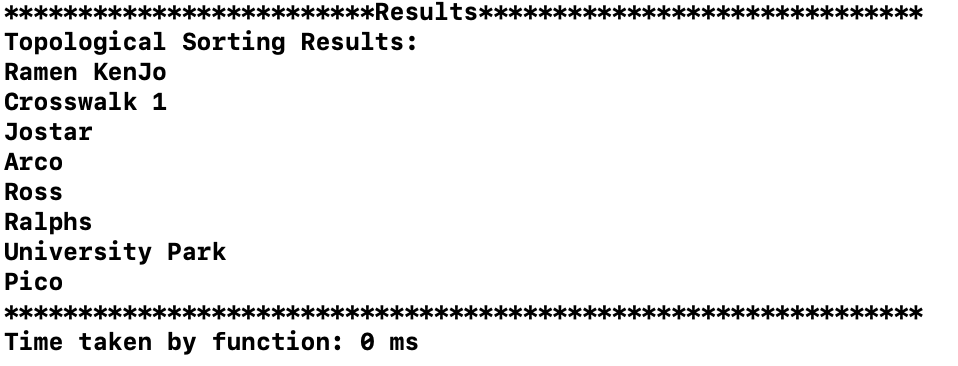 *************************Results******************************
Topological Sorting Results:
Ramen KenJo
Crosswalk 1
Jostar
Arco
Ross
Ralphs
University Park
Pico
**************************************************************
Time taken by function: 0 ms